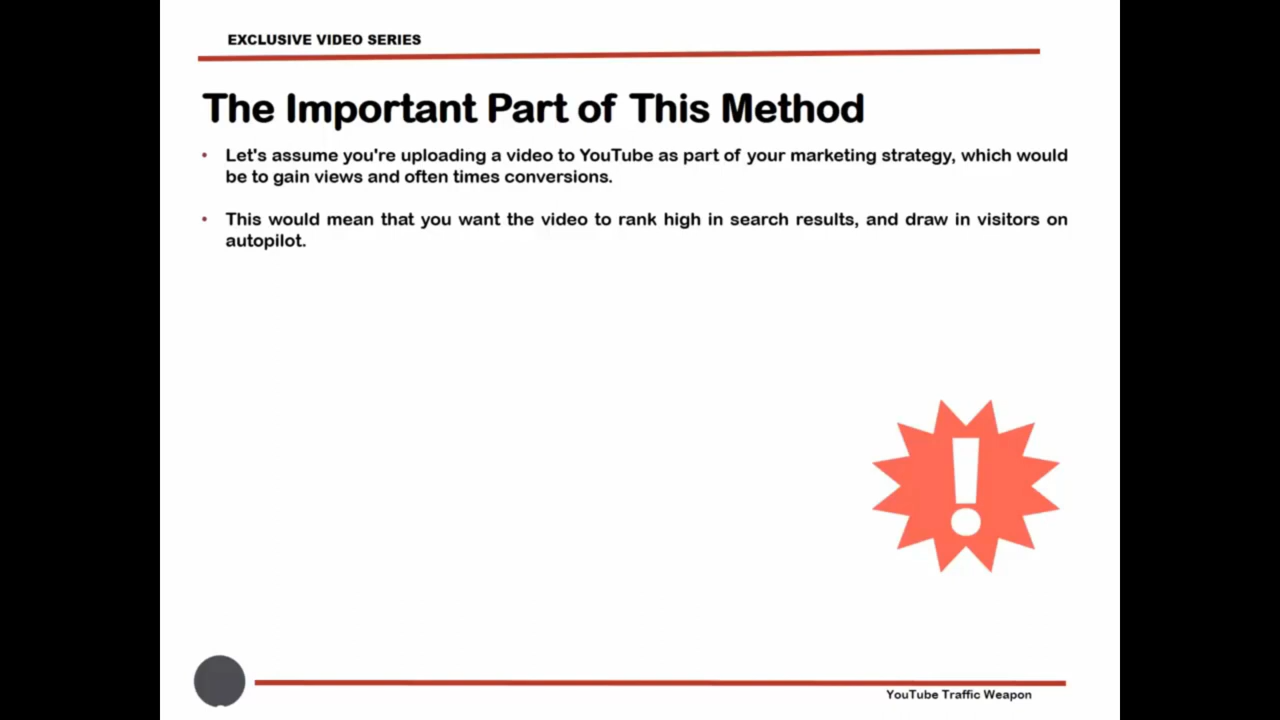 EXCLUSIVE VIDEO SERIES
The Important Part of This Method
• Let's assume you're uploading a video to YouTube as part of your marketing strategy, which would
be to gain views and often times conversions.
• This would mean that you want the video to rank high in search results, and draw in visitors on
autopilot.
!
YouTube Traffic Weapon